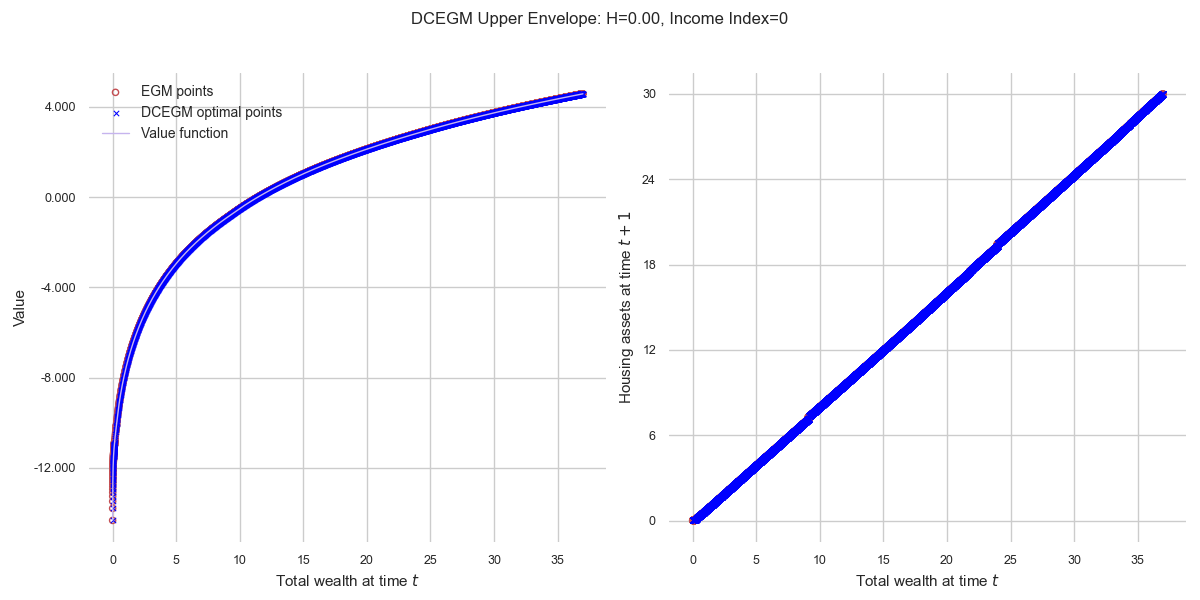 DCEGM Upper Envelope: H=0.00, Income Index=0
EGM points
DCEGM optimal points
Value function
4.000
0.000
-4.000
-8.000
-12.000
Value
0 5 10 15 20 25 30 35
Total wealth at time t
30
24
18
12
6
0
Housing assets at time t + 1
0 5 10 15 20 25 30 35
Total wealth at time t